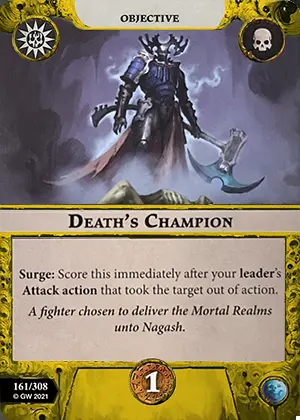 OBJECTIVE
DEATH'S CHAMPION
Surge: Score this immediately after your leader's
Attack action that took the target out of action.
A fighter chosen to deliver the Mortal Realms
unto Nagash.
161/308
© GW 2021
1